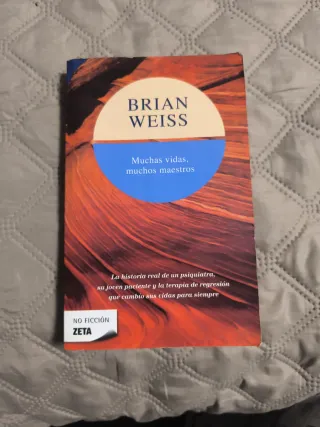 BRIAN
WEISS
Muchas vidas,
muchos maestros
La historia real de un psiquiatra,
su joven paciente y la terapia de regresión
que cambió sus vidas para siempre
NO FICCIÓN
ZETA